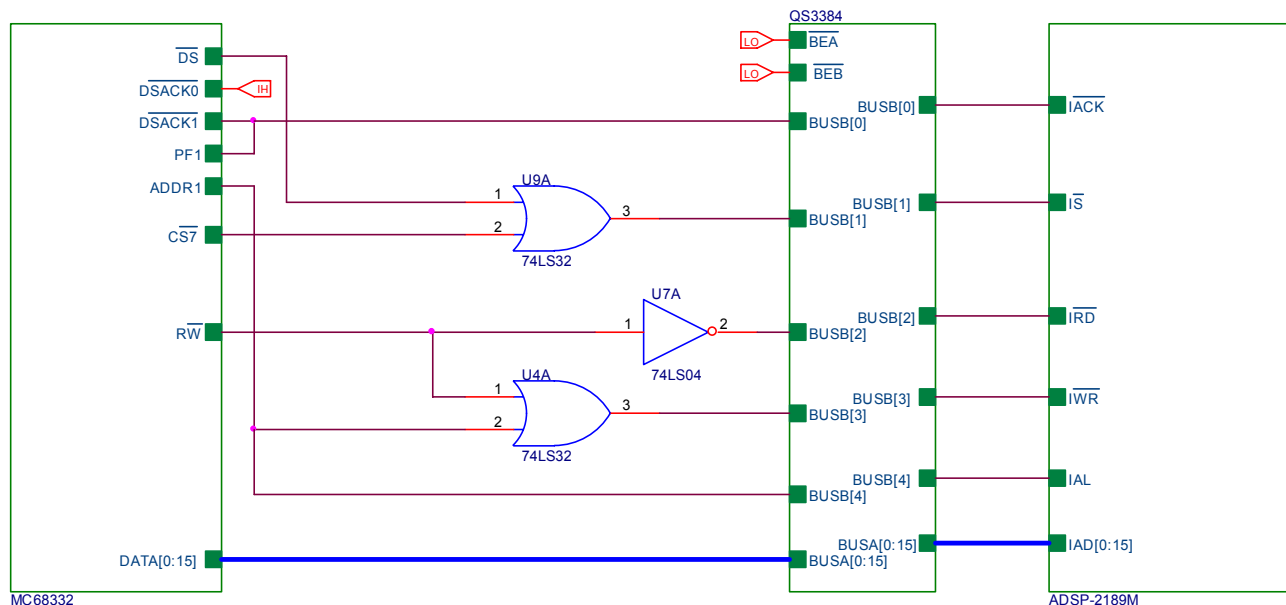 QS3384
DS
DSACK0
IH
DSACK1
PF1
ADDR1
CS7
RW
DATA[0:15]
MC68332
U9A
1
2
3
74LS32
U7A
1
2
74LS04
U4A
1
2
3
74LS32
LO
BEA
LO
BEB
BUSB[0]
BUSB[1]
BUSB[2]
BUSB[3]
BUSB[4]
BUSA[0:15]
BUSB[0]
BUSB[1]
BUSB[2]
BUSB[3]
BUSB[4]
BUSA[0:15]
IACK
IS
IRD
IWR
IAL
IAD[0:15]
ADSP-2189M